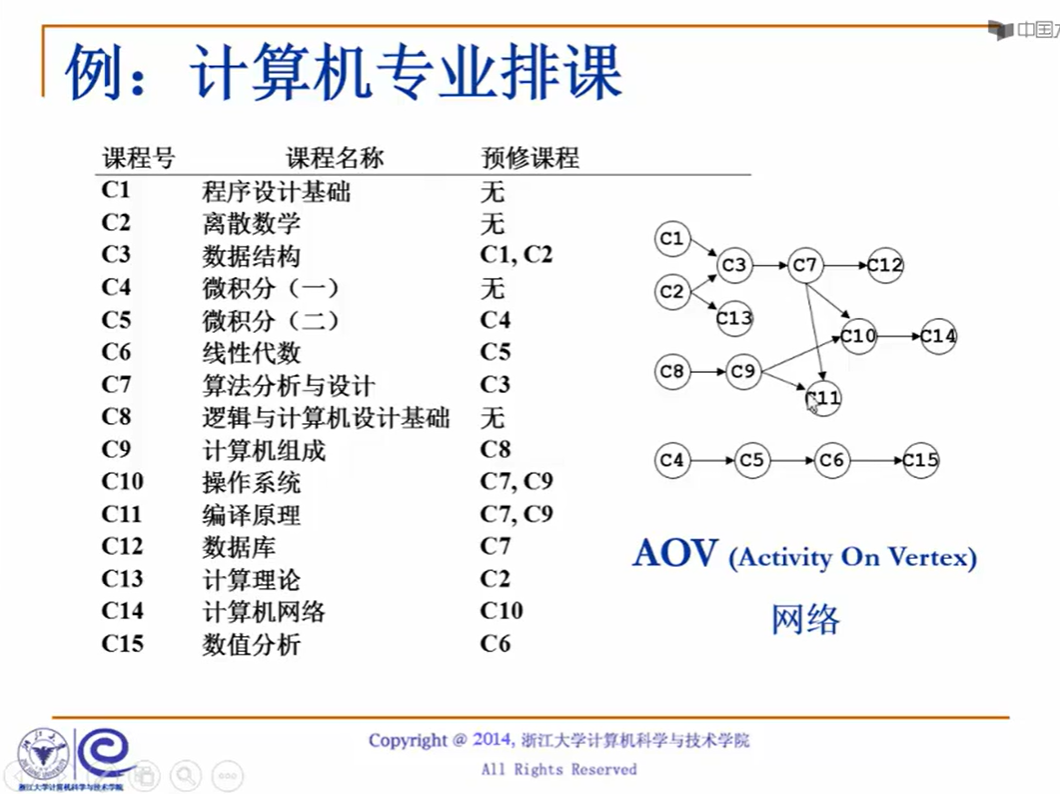 中国
例：计算机专业排课
课程号 课程名称 预修课程
C1 程序设计基础 无
C2 离散数学 无
C3 数据结构 C1, C2
C4 微积分（一） 无
C5 微积分（二） C4
C6 线性代数 C5
C7 算法分析与设计 C3
C8 逻辑与计算机设计基础 无
C9 计算机组成 C8
C10 操作系统 C7, C9
C11 编译原理 C7, C9
C12 数据库 C7
C13 计算理论 C2
C14 计算机网络 C10
C15 数值分析 C6
C1
C3 C7 C12
C2
C13
C10 C14
C8 C9
C11
C4 C5 C6 C15
AOV (Activity On Vertex)
网络
Copyright @ 2014, 浙江大学计算机科学与技术学院
All Rights Reserved
浙江大学计算机科学与技术学院